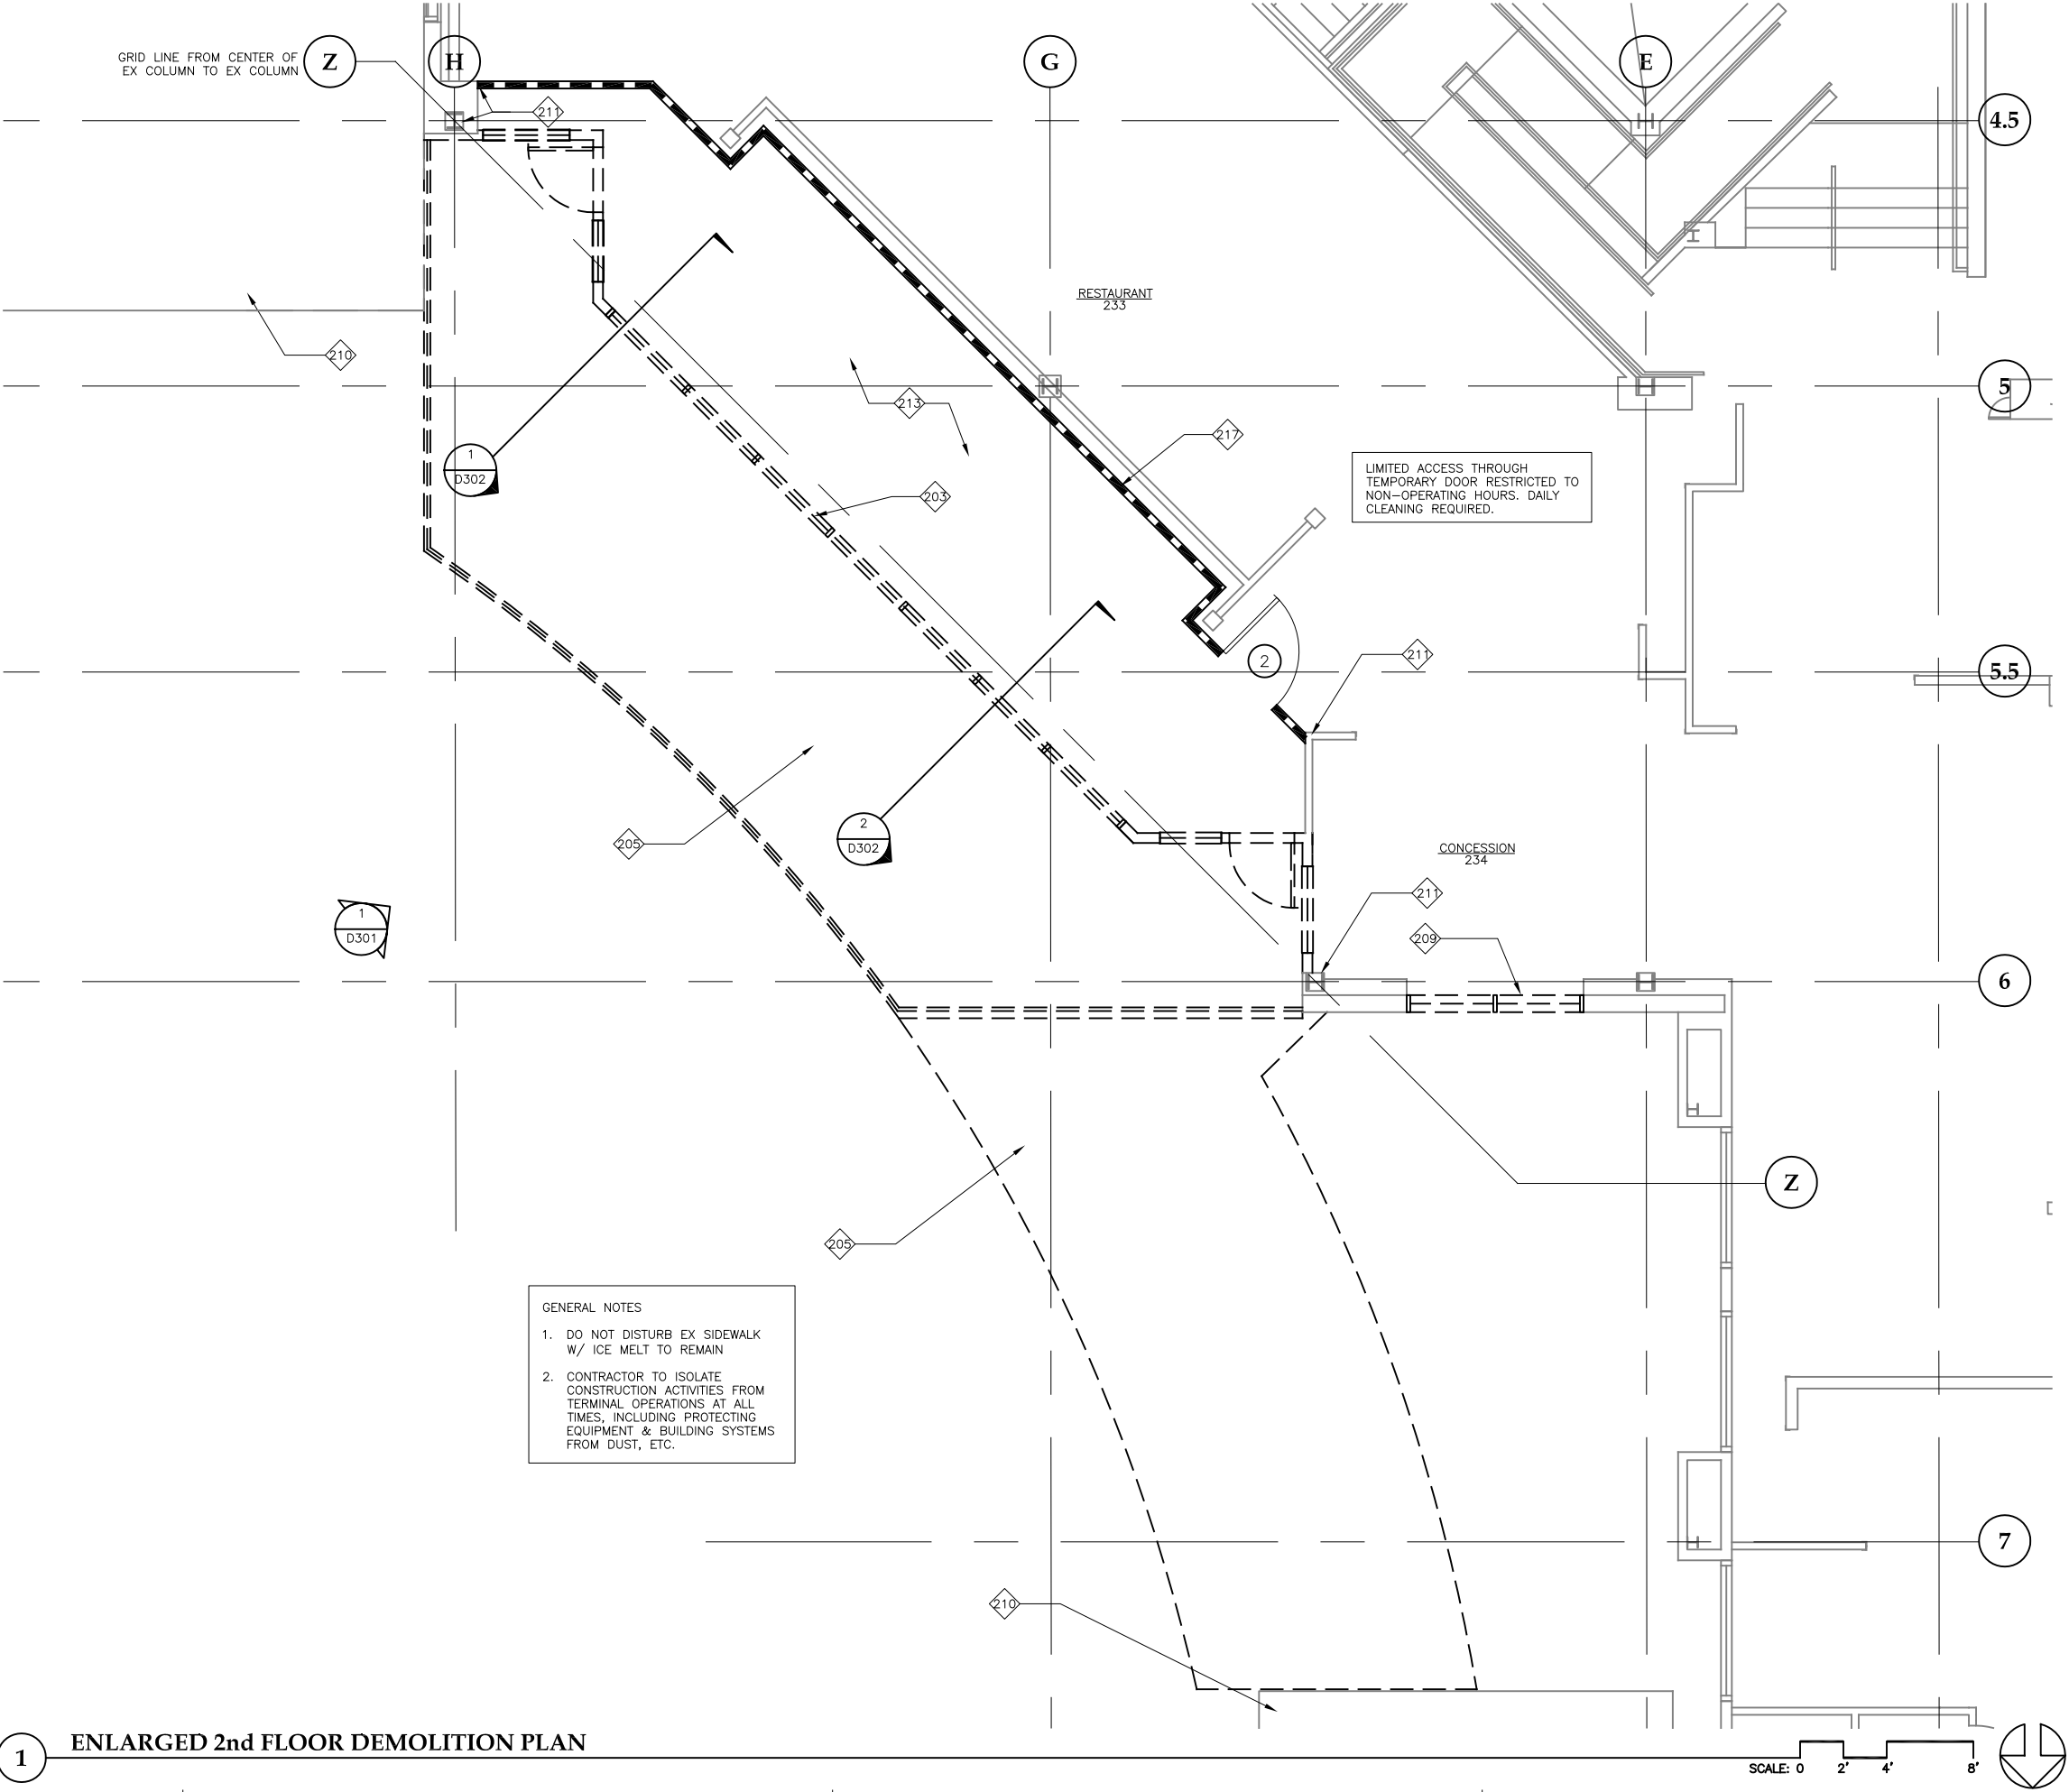 GRID LINE FROM CENTER OF
EX COLUMN TO EX COLUMN
Z
H
G
E
4.5
211
RESTAURANT
233
210
5
213
217
1
D302
203
LIMITED ACCESS THROUGH
TEMPORARY DOOR RESTRICTED TO
NON-OPERATING HOURS. DAILY
CLEANING REQUIRED.
2
211
5.5
205
2
D302
CONCESSION
234
211
1
D301
209
6
Z
205
GENERAL NOTES
1. DO NOT DISTURB EX SIDEWALK
W/ ICE MELT TO REMAIN
2. CONTRACTOR TO ISOLATE
CONSTRUCTION ACTIVITIES FROM
TERMINAL OPERATIONS AT ALL
TIMES, INCLUDING PROTECTING
EQUIPMENT & BUILDING SYSTEMS
FROM DUST, ETC.
7
210
1 ENLARGED 2nd FLOOR DEMOLITION PLAN
SCALE: 0 2' 4' 8'